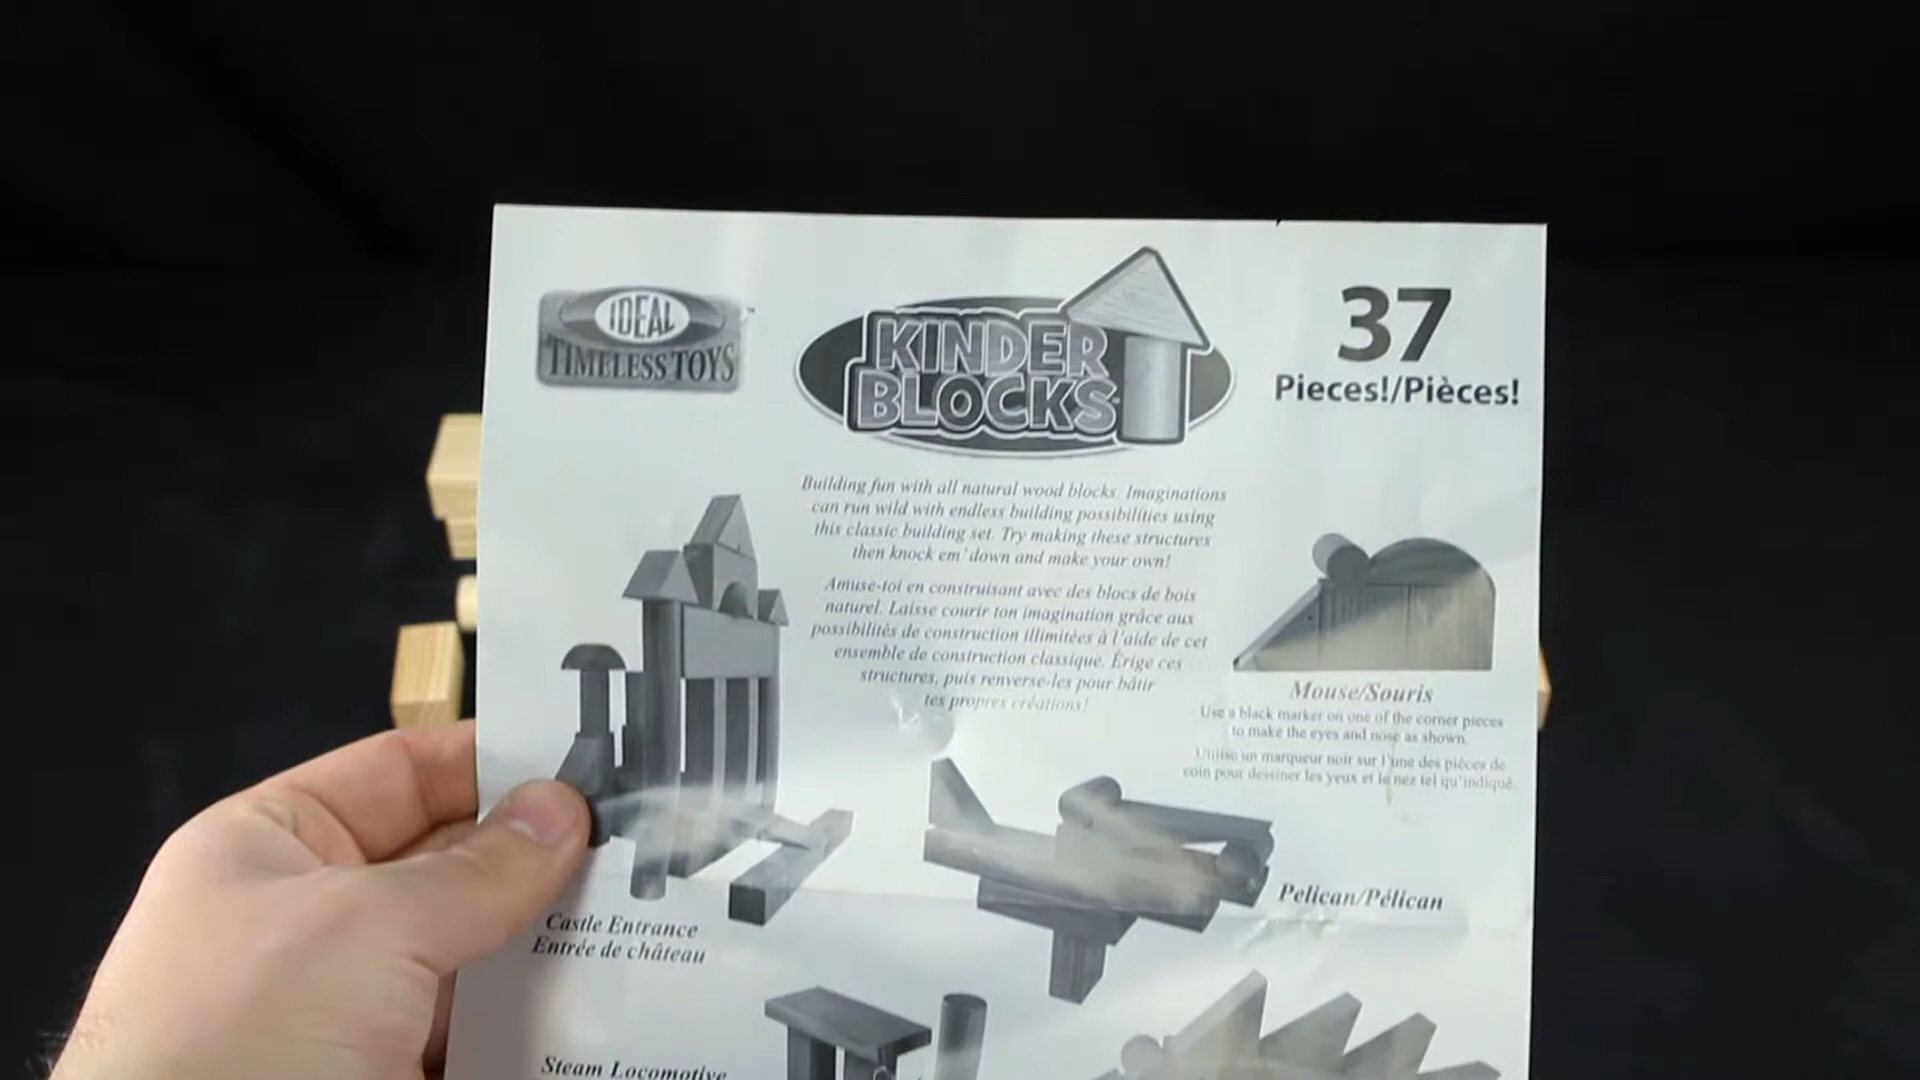 IDEAL
TIMELESS TOYS
™
KINDER
BLOCKS
37
Pieces!/Pièces!
Building fun with all natural wood blocks. Imaginations
can run wild with endless building possibilities using
this classic building set. Try making these structures
then knock em' down and make your own!
Amuse-toi en construisant avec des blocs de bois
naturel. Laisse courir ton imagination grâce aux
possibilités de construction illimitées à l'aide de cet
ensemble de construction classique. Érige ces
structures, puis renverse-les pour bâtir
tes propres créations!
Mouse/Souris
Use a black marker on one of the corner pieces
to make the eyes and nose as shown.
Utilise un marqueur noir sur l'une des pièces de
coin pour dessiner les yeux et le nez tel qu'indiqué.
Pelican/Pélican
Castle Entrance
Entrée de château
Steam Locomotive